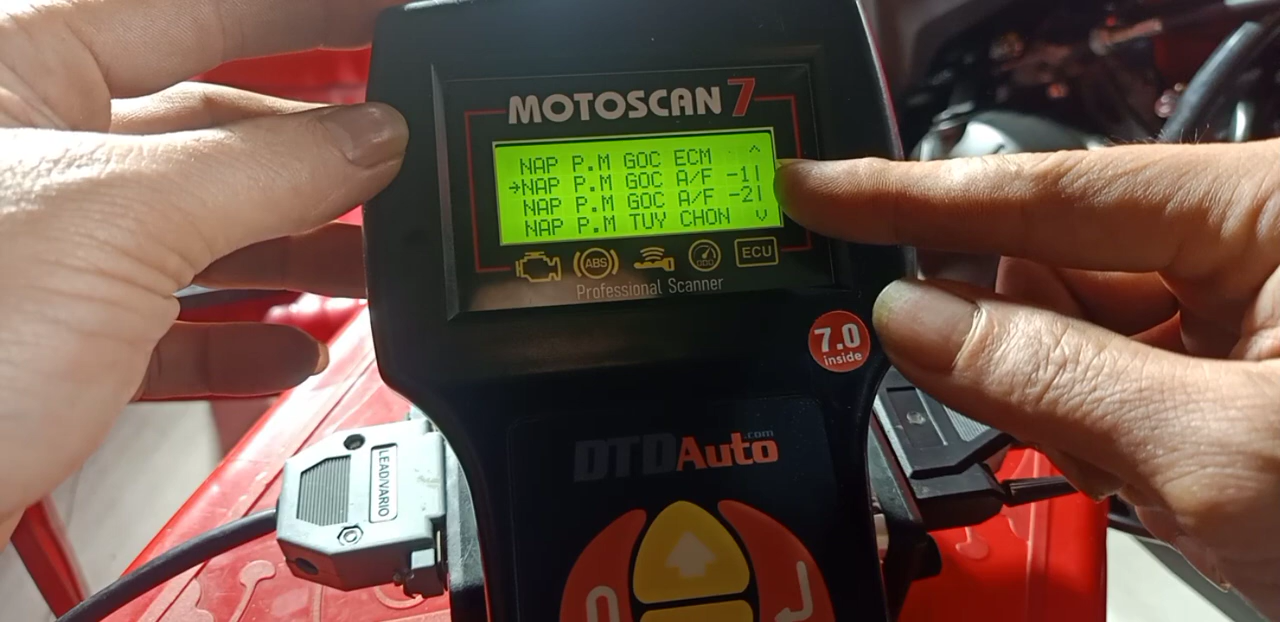 MOTOSCAN 7
NAP P.M GOC ECM ^
→NAP P.M GOC A/F -1|
NAP P.M GOC A/F -2|
NAP P.M TUY CHON v
ABS
ECU
Professional Scanner
7.0
inside
DTDAuto.com
LEAD/VARIO